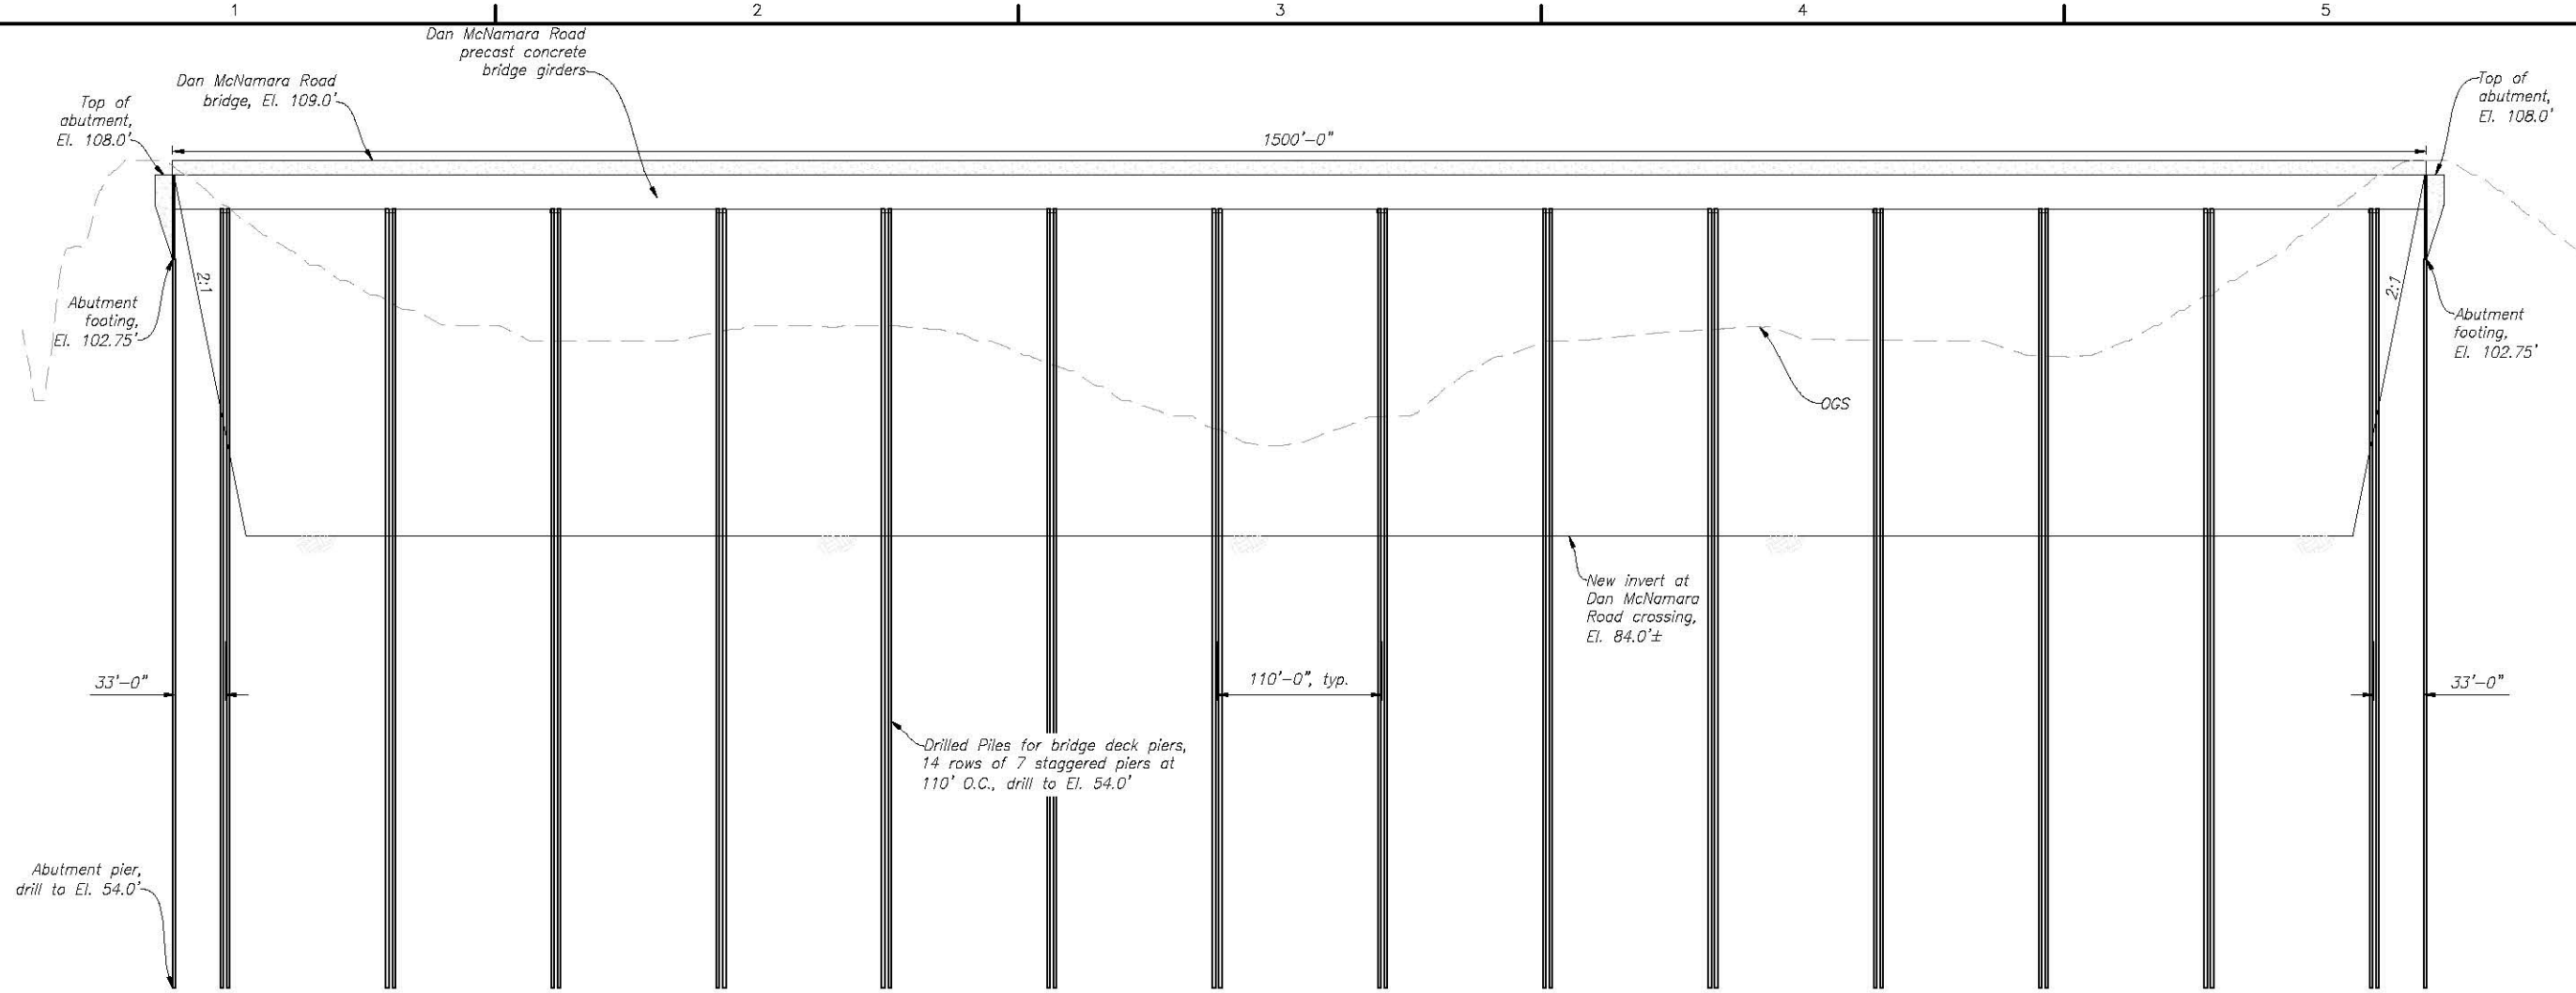 1
2
3
4
5
Dan McNamara Road
precast concrete
bridge girders
Dan McNamara Road
bridge, El. 109.0'
Top of
abutment,
El. 108.0'
Top of
abutment,
El. 108.0'
1500'-0"
2:1
2:1
Abutment
footing,
El. 102.75'
Abutment
footing,
El. 102.75'
OGS
New invert at
Dan McNamara
Road crossing,
El. 84.0'±
33'-0"
110'-0", typ.
33'-0"
Drilled Piles for bridge deck piers,
14 rows of 7 staggered piers at
110' O.C., drill to El. 54.0'
Abutment pier,
drill to El. 54.0'